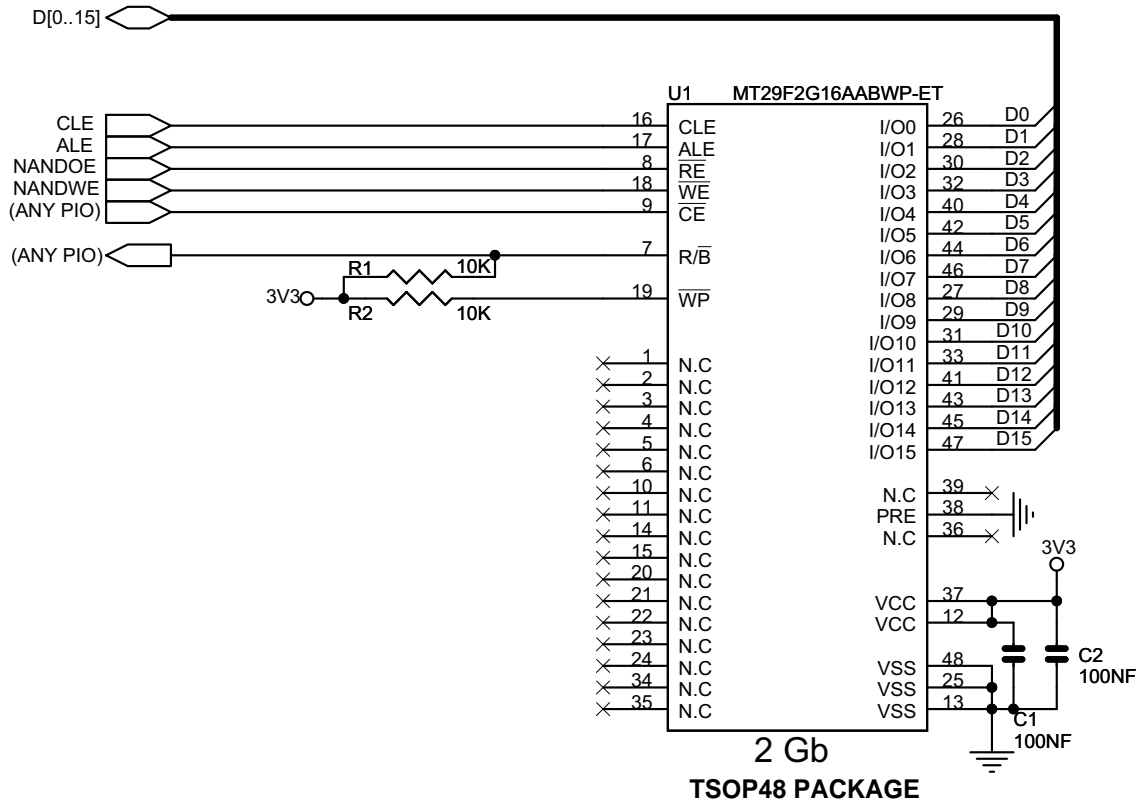 D[0..15]
U1 MT29F2G16AABWP-ET
CLE 16 CLE I/O0 26 D0
ALE 17 ALE I/O1 28 D1
NANDOE 8 RE I/O2 30 D2
NANDWE 18 WE I/O3 32 D3
(ANY PIO) 9 CE I/O4 40 D4
I/O5 42 D5
(ANY PIO) 7 R/B I/O6 44 D6
R1 10K I/O7 46 D7
3V3 19 WP I/O8 27 D8
R2 10K I/O9 29 D9
I/O10 31 D10
1 N.C I/O11 33 D11
2 N.C I/O12 41 D12
3 N.C I/O13 43 D13
4 N.C I/O14 45 D14
5 N.C I/O15 47 D15
6 N.C
10 N.C N.C 39
11 N.C PRE 38
14 N.C N.C 36
15 N.C 3V3
20 N.C
21 N.C VCC 37
22 N.C VCC 12
23 N.C
24 N.C VSS 48 C2
34 N.C VSS 25 100NF
35 N.C VSS 13
C1
100NF
2 Gb
TSOP48 PACKAGE